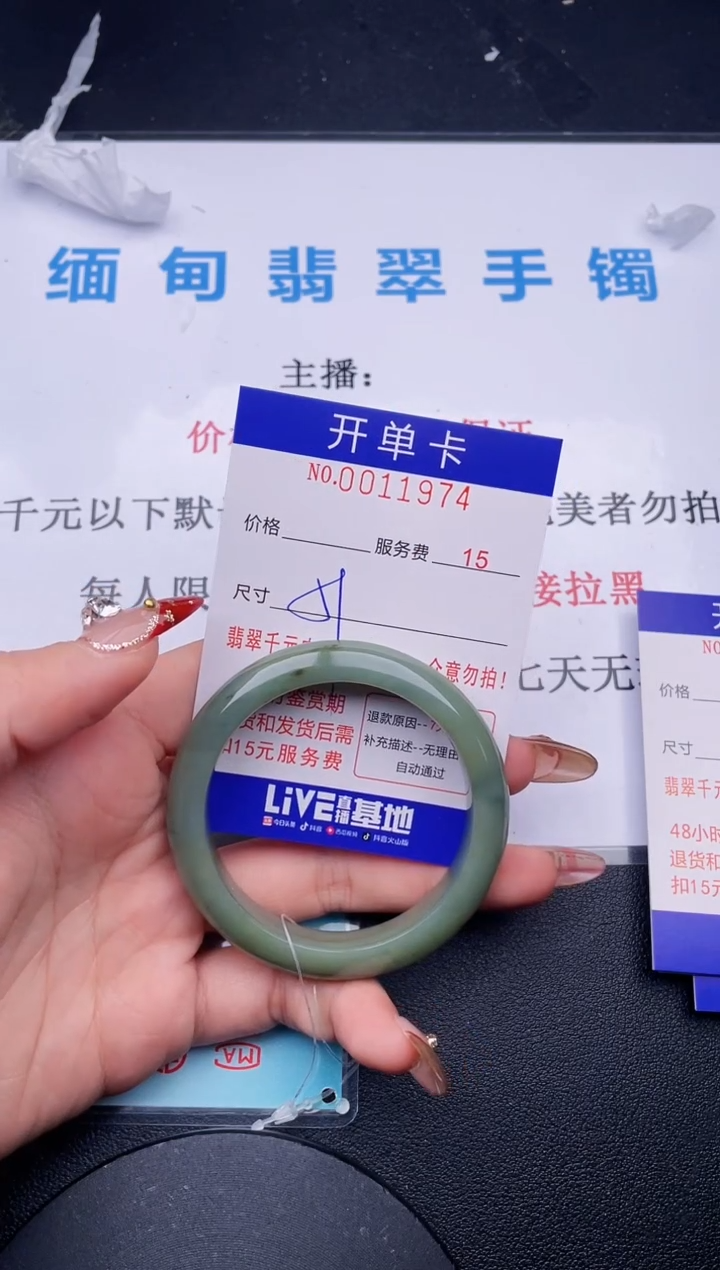 缅甸翡翠手镯
主播：
价
保证
千元以下默
美者勿拍
每人限
接拉黑
七天无
开单卡
NO.0011974
价格
服务费 15
尺寸
翡翠千元
介意勿拍！
鉴赏期
货和发货后需
扣15元服务费
退款原因--7
补充描述--无理由
自动通过
LIVE直播基地
今日头条 抖音 西瓜视频 抖音火山版
MA
NO
价格
尺寸
翡翠千元
48小时
退货和
扣15元